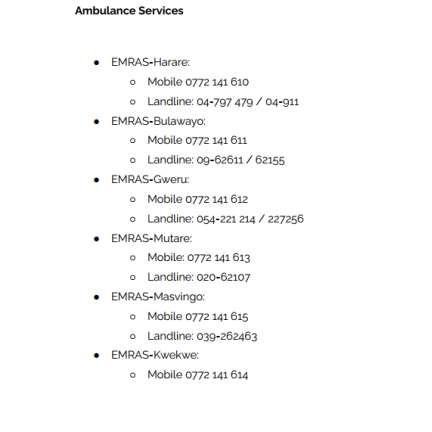 Ambulance Services
● EMRAS-Harare:
○ Mobile 0772 141 610
○ Landline: 04-797 479 / 04-911
● EMRAS-Bulawayo:
○ Mobile 0772 141 611
○ Landline: 09-62611 / 62155
● EMRAS-Gweru:
○ Mobile 0772 141 612
○ Landline: 054-221 214 / 227256
● EMRAS-Mutare:
○ Mobile: 0772 141 613
○ Landline: 020-62107
● EMRAS-Masvingo:
○ Mobile 0772 141 615
○ Landline: 039-262463
● EMRAS-Kwekwe:
○ Mobile 0772 141 614